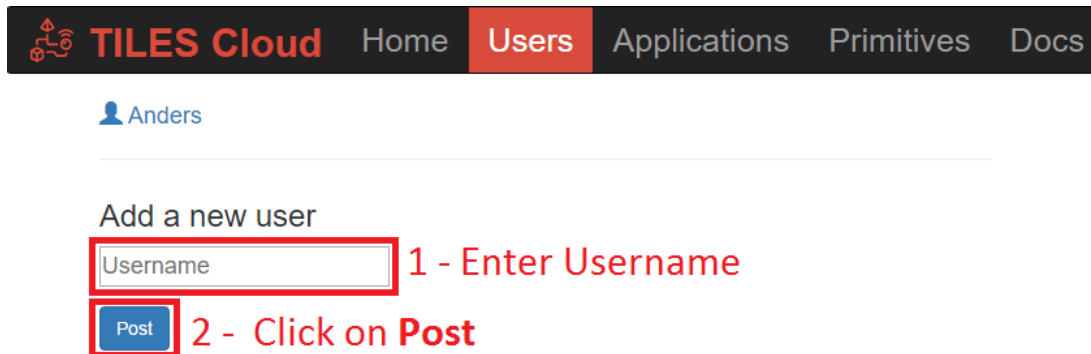 TILES Cloud Home Users Applications Primitives Docs
Anders
Add a new user
Username 1 - Enter Username
Post 2 - Click on Post